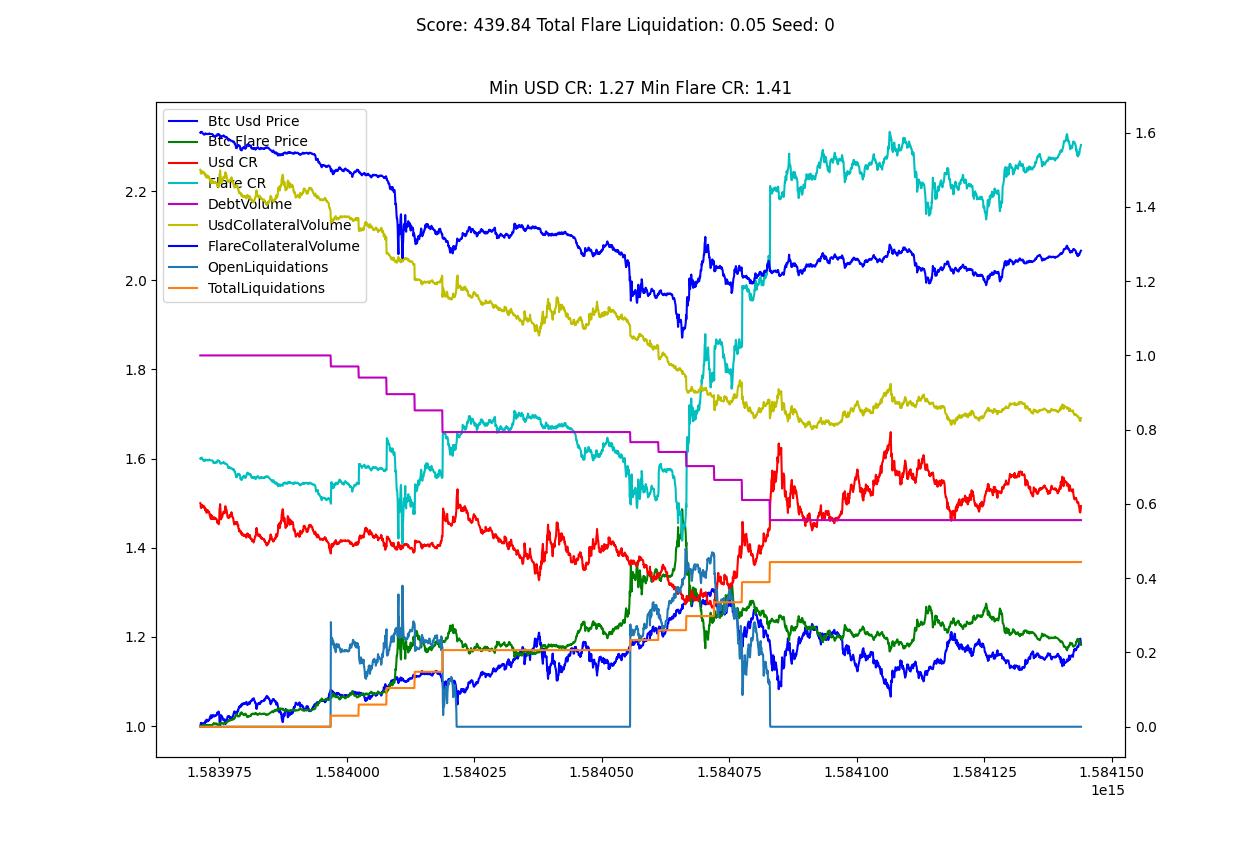 Score: 439.84 Total Flare Liquidation: 0.05 Seed: 0
Min USD CR: 1.27 Min Flare CR: 1.41
Btc Usd Price
Btc Flare Price
Usd CR
Flare CR
DebtVolume
UsdCollateralVolume
FlareCollateralVolume
OpenLiquidations
TotalLiquidations
2.2
2.0
1.8
1.6
1.4
1.2
1.0
1.6
1.4
1.2
1.0
0.8
0.6
0.4
0.2
0.0
1.583975 1.584000 1.584025 1.584050 1.584075 1.584100 1.584125 1.584150
1e15